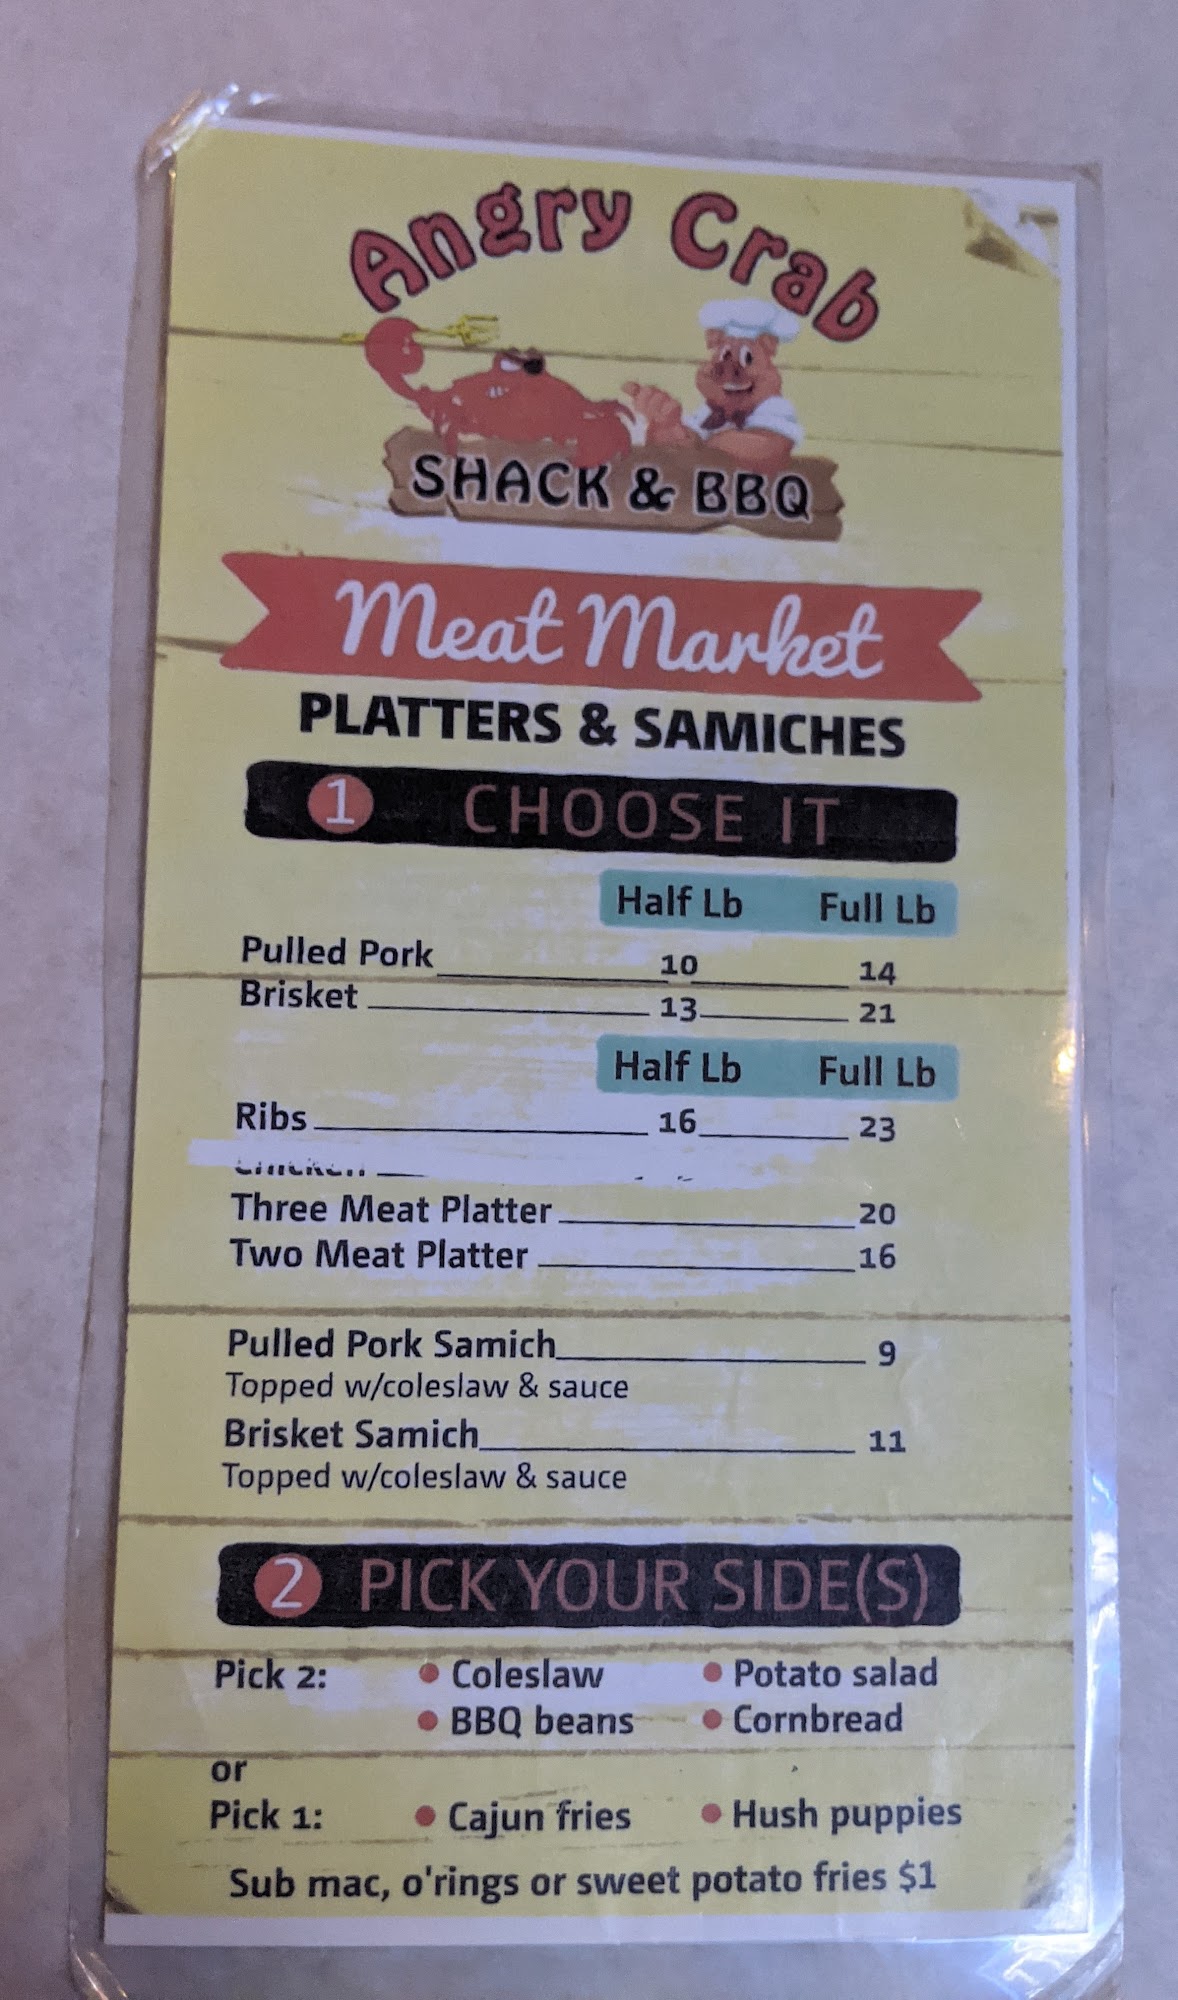 Angry Crab
SHACK & BBQ
Meat Market
PLATTERS & SAMICHES
1 CHOOSE IT
Half Lb Full Lb
Pulled Pork 10 14
Brisket 13 21
Half Lb Full Lb
Ribs 16 23
Three Meat Platter 20
Two Meat Platter 16
Pulled Pork Samich 9
Topped w/coleslaw & sauce
Brisket Samich 11
Topped w/coleslaw & sauce
2 PICK YOUR SIDE(S)
Pick 2: • Coleslaw • Potato salad
• BBQ beans • Cornbread
or
Pick 1: • Cajun fries • Hush puppies
Sub mac, o'rings or sweet potato fries $1